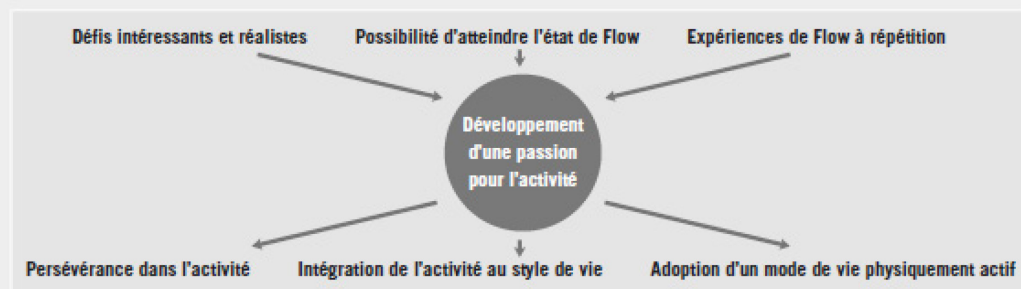 Défis intéressants et réalistes
Possibilité d'atteindre l'état de Flow
Expériences de Flow à répétition
Développement
d'une passion
pour l'activité
Persévérance dans l'activité
Intégration de l'activité au style de vie
Adoption d'un mode de vie physiquement actif